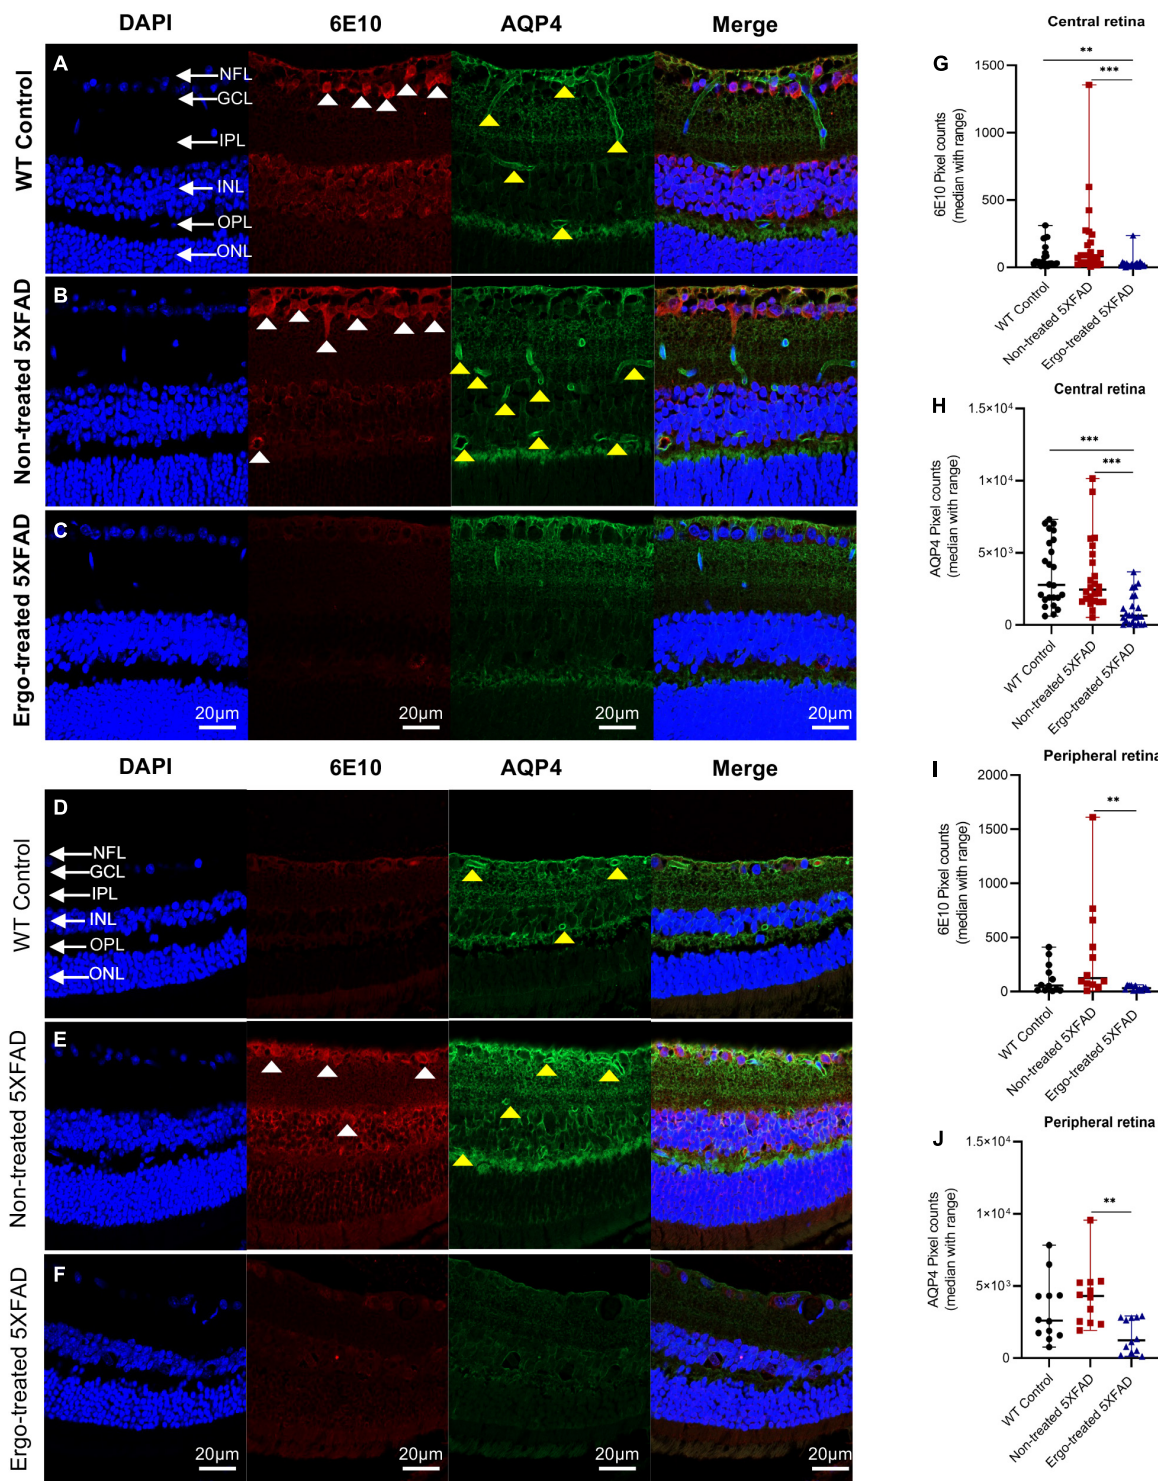 DAPI 6E10 AQP4 Merge
WT Control
A
NFL
GCL
IPL
INL
OPL
ONL
Non-treated 5XFAD
B
Ergo-treated 5XFAD
C
20µm 20µm 20µm 20µm
DAPI 6E10 AQP4 Merge
WT Control
D
NFL
GCL
IPL
INL
OPL
ONL
Non-treated 5XFAD
E
Ergo-treated 5XFAD
F
20µm 20µm 20µm 20µm
G
Central retina
**
***
6E10 Pixel counts
(median with range)
1500
1000
500
0
WT Control
Non-treated 5XFAD
Ergo-treated 5XFAD
H
Central retina
***
***
AQP4 Pixel counts
(median with range)
1.5×10⁴
1×10⁴
5×10³
0
WT Control
Non-treated 5XFAD
Ergo-treated 5XFAD
I
Peripheral retina
**
6E10 Pixel counts
(median with range)
2000
1500
1000
500
0
WT Control
Non-treated 5XFAD
Ergo-treated 5XFAD
J
Peripheral retina
**
AQP4 Pixel counts
(median with range)
1.5×10⁴
1×10⁴
5×10³
0
WT Control
Non-treated 5XFAD
Ergo-treated 5XFAD